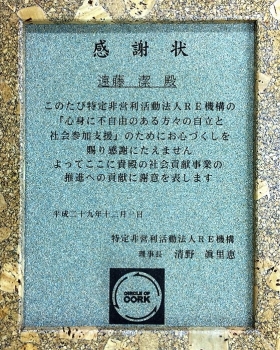 感謝状
遠藤 潔 殿
このたび特定非営利活動法人RE機構の
『心身に不自由のある方々の自立と
社会参加支援』のためにお心づくしを
賜り感謝にたえません
よってここに貴殿の社会貢献事業の
推進への貢献に謝意を表します
平成二十九年十二月一日
特定非営利活動法人RE機構
理事長 清野 眞里恵
CIRCLE OF
CORK